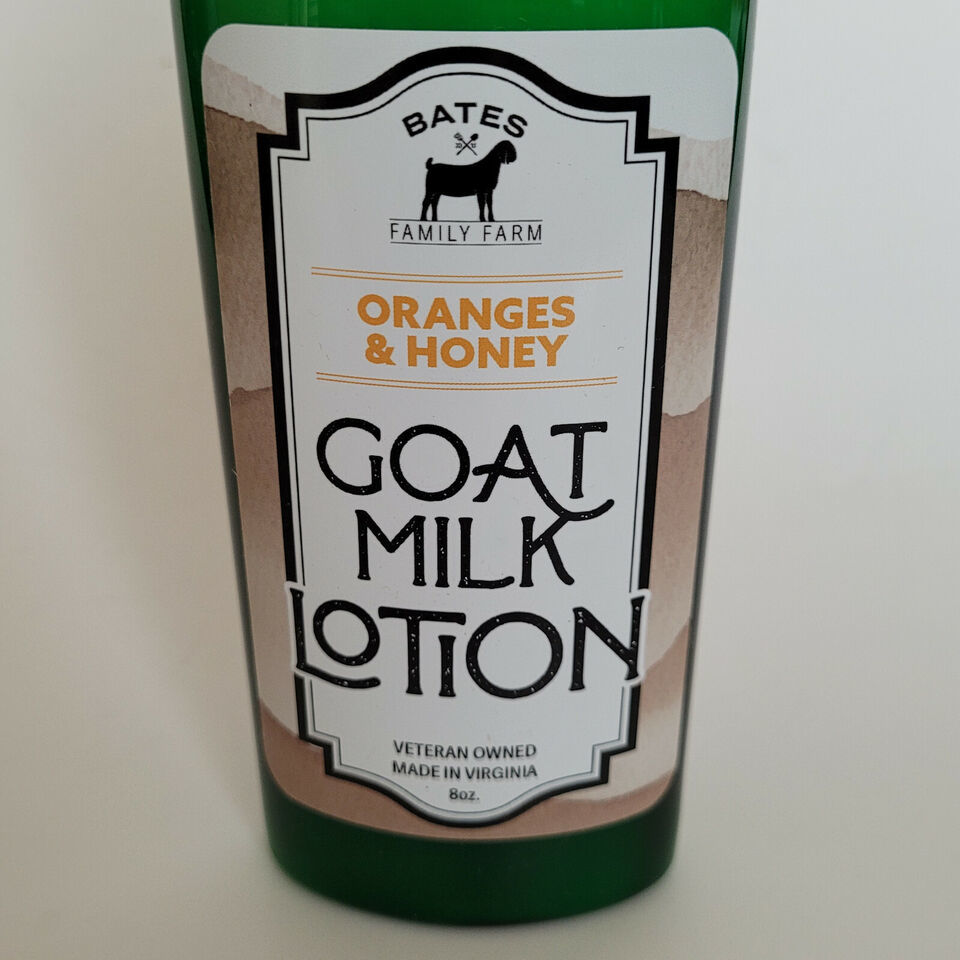 BATES
FAMILY FARM
ORANGES
& HONEY
GOAT
MILK
LOTION
VETERAN OWNED
MADE IN VIRGINIA
8oz.